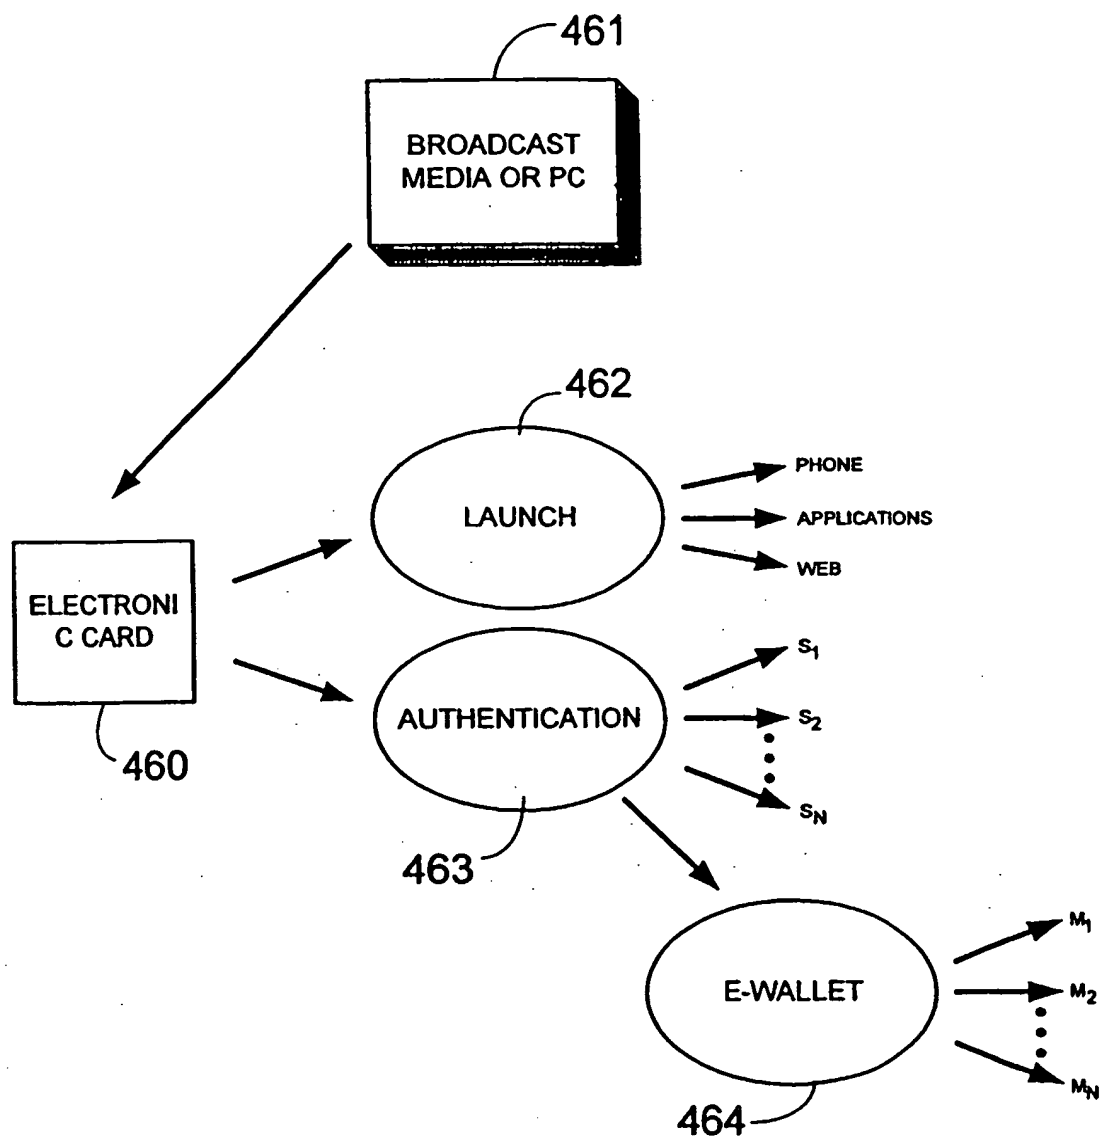 461
BROADCAST
MEDIA OR PC
462
LAUNCH
PHONE
APPLICATIONS
WEB
ELECTRONI
C CARD
460
AUTHENTICATION
S1
S2
SN
463
E-WALLET
M1
M2
MN
464